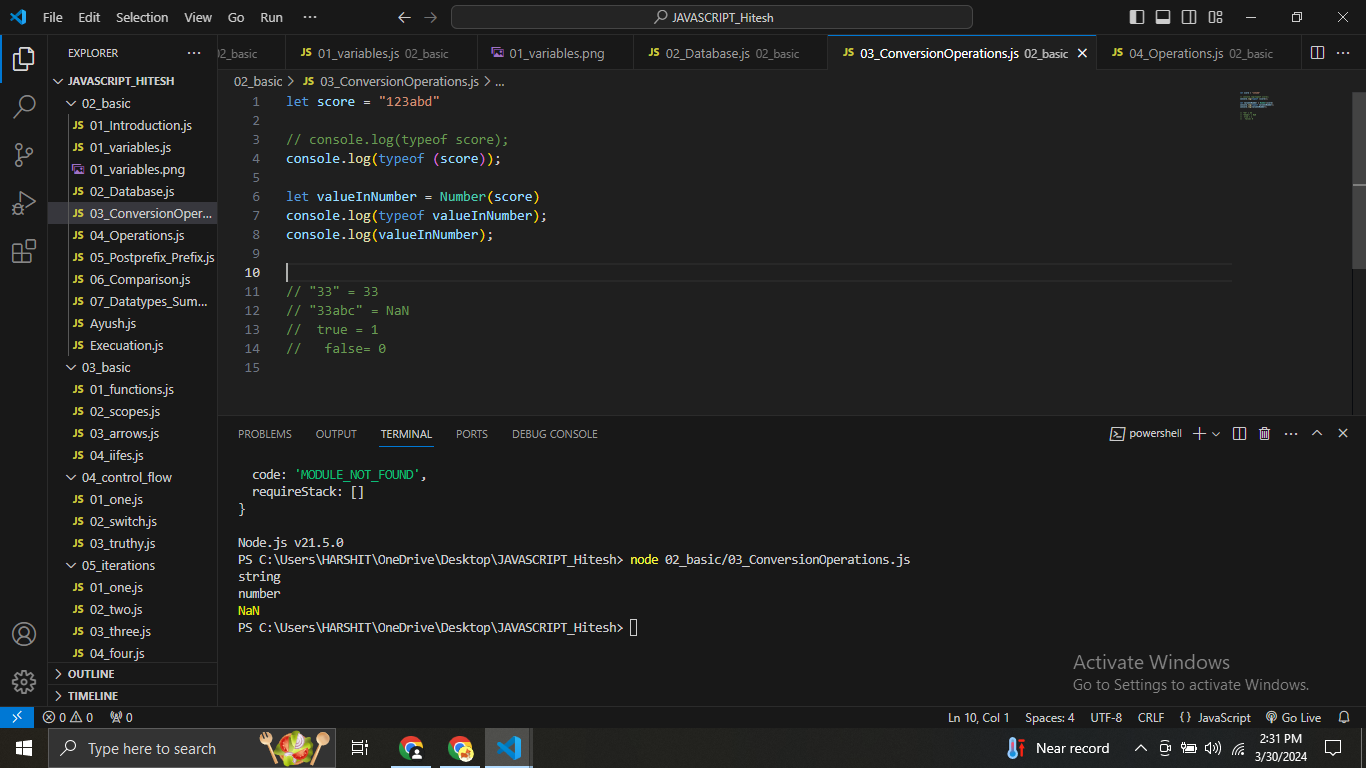 File Edit Selection View Go Run ··· JAVASCRIPT_Hitesh
EXPLORER ···
02_basic JS 01_variables.js 02_basic 01_variables.png JS 02_Database.js 02_basic JS 03_ConversionOperations.js 02_basic JS 04_Operations.js 02_basic ···
02_basic > JS 03_ConversionOperations.js > ...
JAVASCRIPT_HITESH
02_basic
JS 01_Introduction.js
JS 01_variables.js
01_variables.png
JS 02_Database.js
JS 03_ConversionOper...
JS 04_Operations.js
JS 05_Postprefix_Prefix.js
JS 06_Comparison.js
JS 07_Datatypes_Sum...
JS Ayush.js
JS Execuation.js
03_basic
JS 01_functions.js
JS 02_scopes.js
JS 03_arrows.js
JS 04_iifes.js
04_control_flow
JS 01_one.js
JS 02_switch.js
JS 03_truthy.js
05_iterations
JS 01_one.js
JS 02_two.js
JS 03_three.js
JS 04_four.js
OUTLINE
TIMELINE
1 let score = "123abd"
2
3 // console.log(typeof score);
4 console.log(typeof (score));
5
6 let valueInNumber = Number(score)
7 console.log(typeof valueInNumber);
8 console.log(valueInNumber);
9
10
11 // "33" = 33
12 // "33abc" = NaN
13 //  true = 1
14 //   false= 0
15
PROBLEMS OUTPUT TERMINAL PORTS DEBUG CONSOLE powershell ···
code: 'MODULE_NOT_FOUND',
requireStack: []
}
Node.js v21.5.0
PS C:\Users\HARSHIT\OneDrive\Desktop\JAVASCRIPT_Hitesh> node 02_basic/03_ConversionOperations.js
string
number
NaN
PS C:\Users\HARSHIT\OneDrive\Desktop\JAVASCRIPT_Hitesh>
Activate Windows
Go to Settings to activate Windows.
0 0 0 Ln 10, Col 1 Spaces: 4 UTF-8 CRLF {} JavaScript Go Live
Type here to search Near record 2:31 PM
3/30/2024